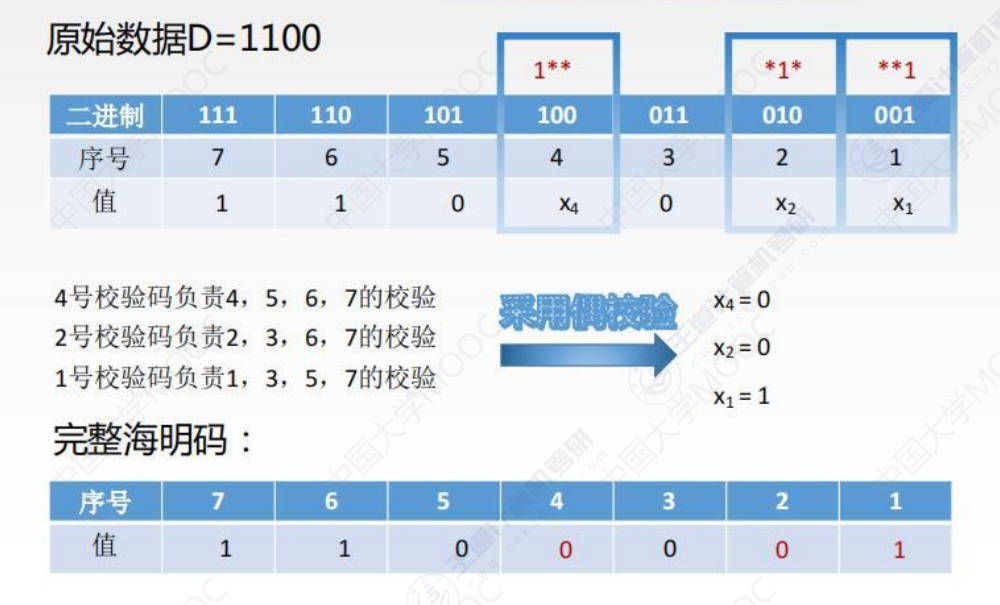 原始数据D=1100
1** *1* **1
二进制 111 110 101 100 011 010 001
序号 7 6 5 4 3 2 1
值 1 1 0 x₄ 0 x₂ x₁
4号校验码负责4，5，6，7的校验
2号校验码负责2，3，6，7的校验
1号校验码负责1，3，5，7的校验
采用偶校验
x₄ = 0
x₂ = 0
x₁ = 1
完整海明码：
序号 7 6 5 4 3 2 1
值 1 1 0 0 0 0 1
中国大学MOOC
王道计算机考研